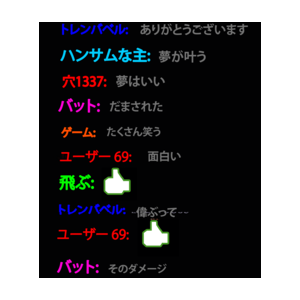 トレンバペル: ありがとうございます
ハンサムな主: 夢が叶う
穴1337: 夢はいい
バット: だまされた
ゲーム: たくさん笑う
ユーザー 69: 面白い
飛ぶ:
トレンバペル: --偉ぶって--
ユーザー 69:
バット: そのダメージ